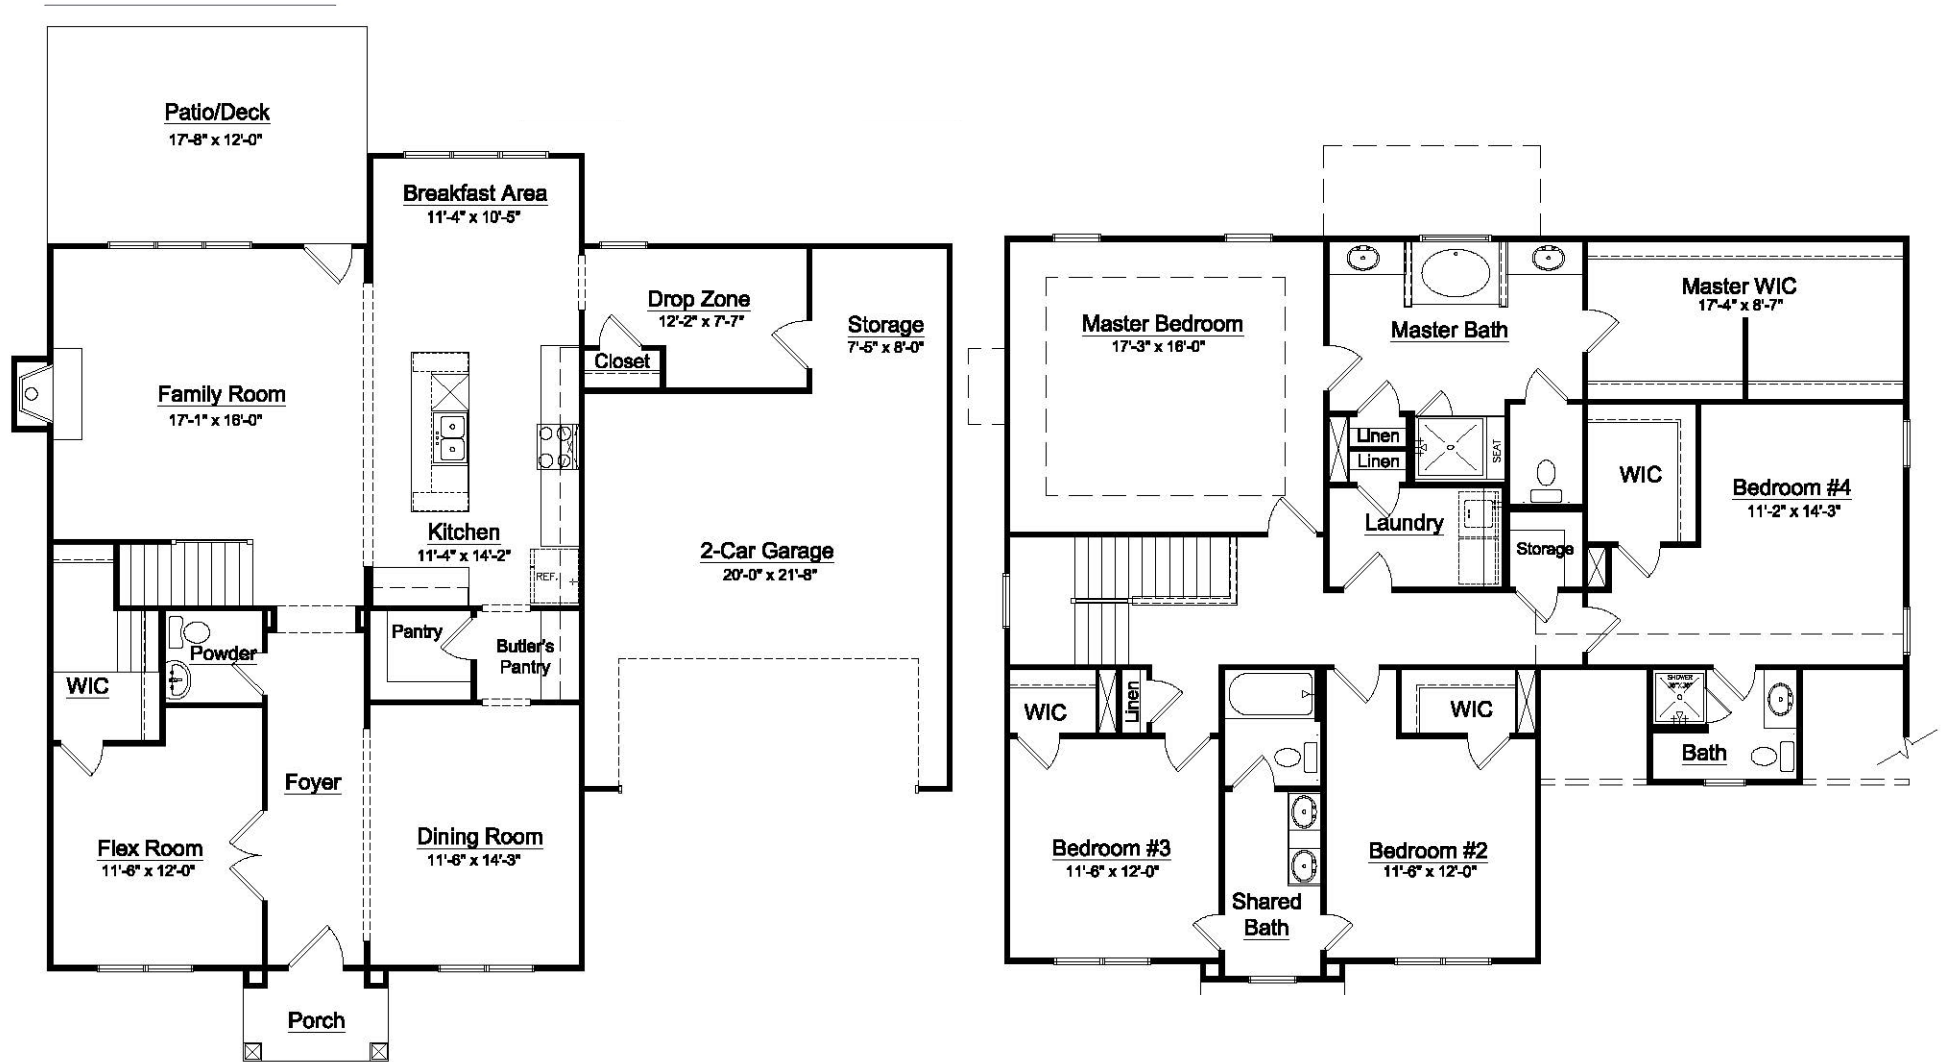 Patio/Deck
17'-8" x 12'-0"
Breakfast Area
11'-4" x 10'-5"
Drop Zone
12'-2" x 7'-7"
Storage
7'-5" x 8'-0"
Closet
Family Room
17'-1" x 16'-0"
Kitchen
11'-4" x 14'-2"
REF.
2-Car Garage
20'-0" x 21'-8"
Pantry
Butler's
Pantry
Powder
WIC
Foyer
Flex Room
11'-6" x 12'-0"
Dining Room
11'-6" x 14'-3"
Porch
Master Bedroom
17'-3" x 16'-0"
Master Bath
Master WIC
17'-4" x 8'-7"
Linen
Linen
SEAT
WIC
Bedroom #4
11'-2" x 14'-3"
Laundry
Storage
WIC
Linen
WIC
SHOWER
36"X36"
Bath
Bedroom #3
11'-6" x 12'-0"
Bedroom #2
11'-6" x 12'-0"
Shared
Bath